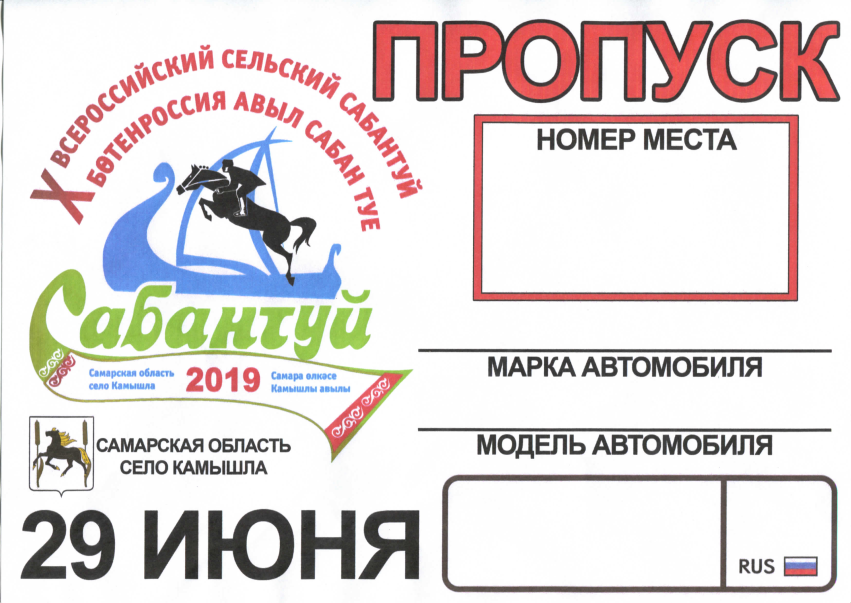 ПРОПУСК
X ВСЕРОССИЙСКИЙ СЕЛЬСКИЙ САБАНТУЙ
БӨТЕНРОССИЯ АВЫЛ САБАН ТУЕ
Сабантуй
Самарская область
село Камышла
2019
Самара өлкәсе
Камышлы авылы
САМАРСКАЯ ОБЛАСТЬ
СЕЛО КАМЫШЛА
29 ИЮНЯ
НОМЕР МЕСТА
МАРКА АВТОМОБИЛЯ
МОДЕЛЬ АВТОМОБИЛЯ
RUS